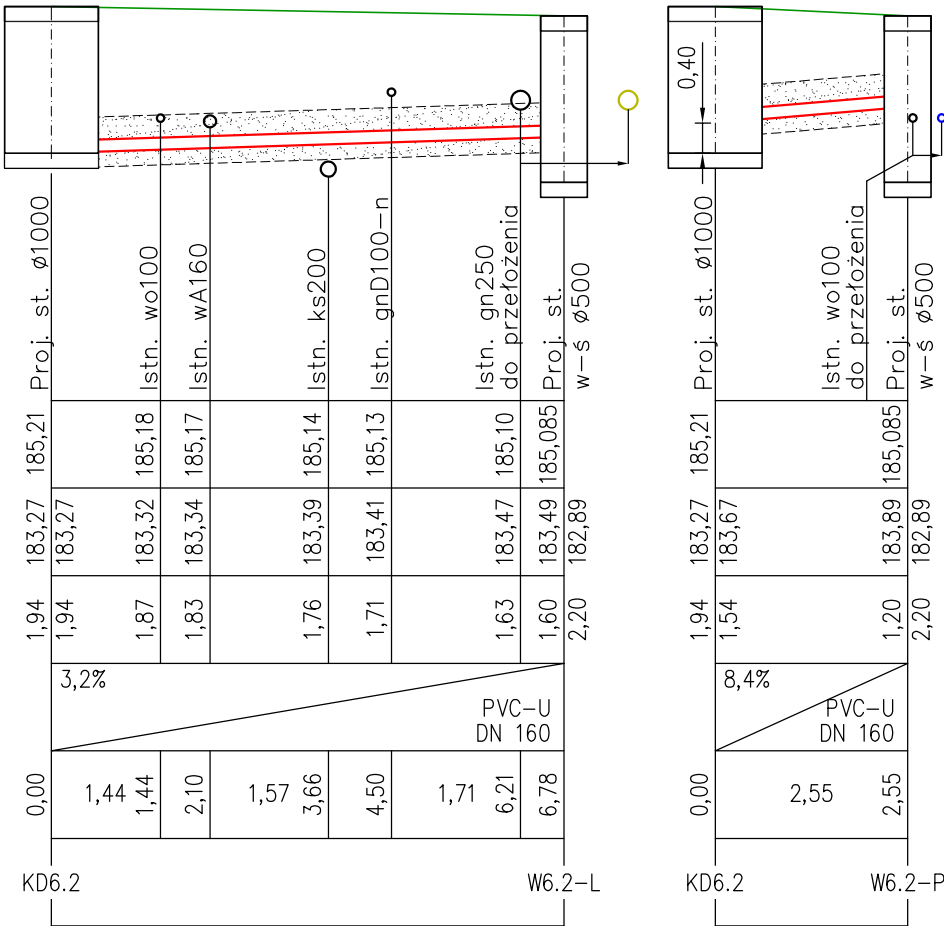 0,40
Proj. st. ø1000
Istn. wo100
Istn. wA160
Istn. ks200
Istn. gnD100-n
Istn. gn250
do przełożenia
Proj. st.
w-ś ø500
Proj. st. ø1000
Istn. wo100
do przełożenia
Proj. st.
w-ś ø500
185,21 185,18 185,17 185,14 185,13 185,10 185,085
185,21 185,085
183,27 183,27 183,32 183,34 183,39 183,41 183,47 183,49 182,89
183,27 183,67 183,89 182,89
1,94 1,94 1,87 1,83 1,76 1,71 1,63 1,60 2,20
1,94 1,54 1,20 2,20
3,2%
PVC-U
DN 160
8,4%
PVC-U
DN 160
0,00 1,44 1,44 2,10 1,57 3,66 4,50 1,71 6,21 6,78
0,00 2,55 2,55
KD6.2 W6.2-L
KD6.2 W6.2-P